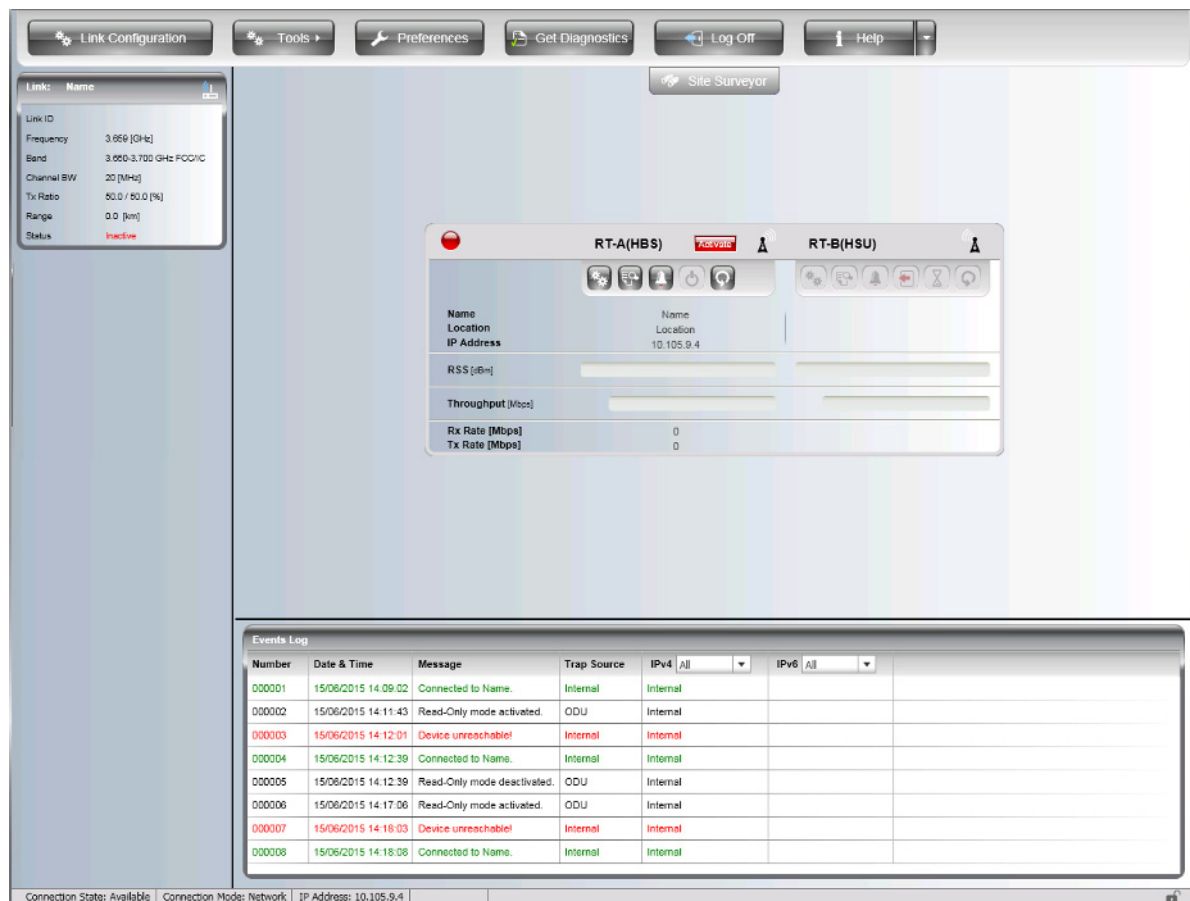 Link Configuration Tools Preferences Get Diagnostics Log Off Help
Site Surveyor
Link: Name
Link ID
Frequency 3.659 [GHz]
Band 3.650-3.700 GHz FCC/IC
Channel BW 20 [MHz]
Tx Ratio 50.0 / 50.0 [%]
Range 0.0 [km]
Status Inactive
RT-A(HBS) Activate RT-B(HSU)
Name Name
Location Location
IP Address 10.105.9.4
RSS [dBm]
Throughput [Mbps]
Rx Rate [Mbps] 0
Tx Rate [Mbps] 0
Events Log
Number Date & Time Message Trap Source IPv4 All IPv6 All
000001 15/06/2015 14:09:02 Connected to Name. Internal Internal
000002 15/06/2015 14:11:43 Read-Only mode activated. ODU Internal
000003 15/06/2015 14:12:01 Device unreachable! Internal Internal
000004 15/06/2015 14:12:39 Connected to Name. Internal Internal
000005 15/06/2015 14:12:39 Read-Only mode deactivated. ODU Internal
000006 15/06/2015 14:17:06 Read-Only mode activated. ODU Internal
000007 15/06/2015 14:18:03 Device unreachable! Internal Internal
000008 15/06/2015 14:18:08 Connected to Name. Internal Internal
Connection State: Available Connection Mode: Network IP Address: 10.105.9.4